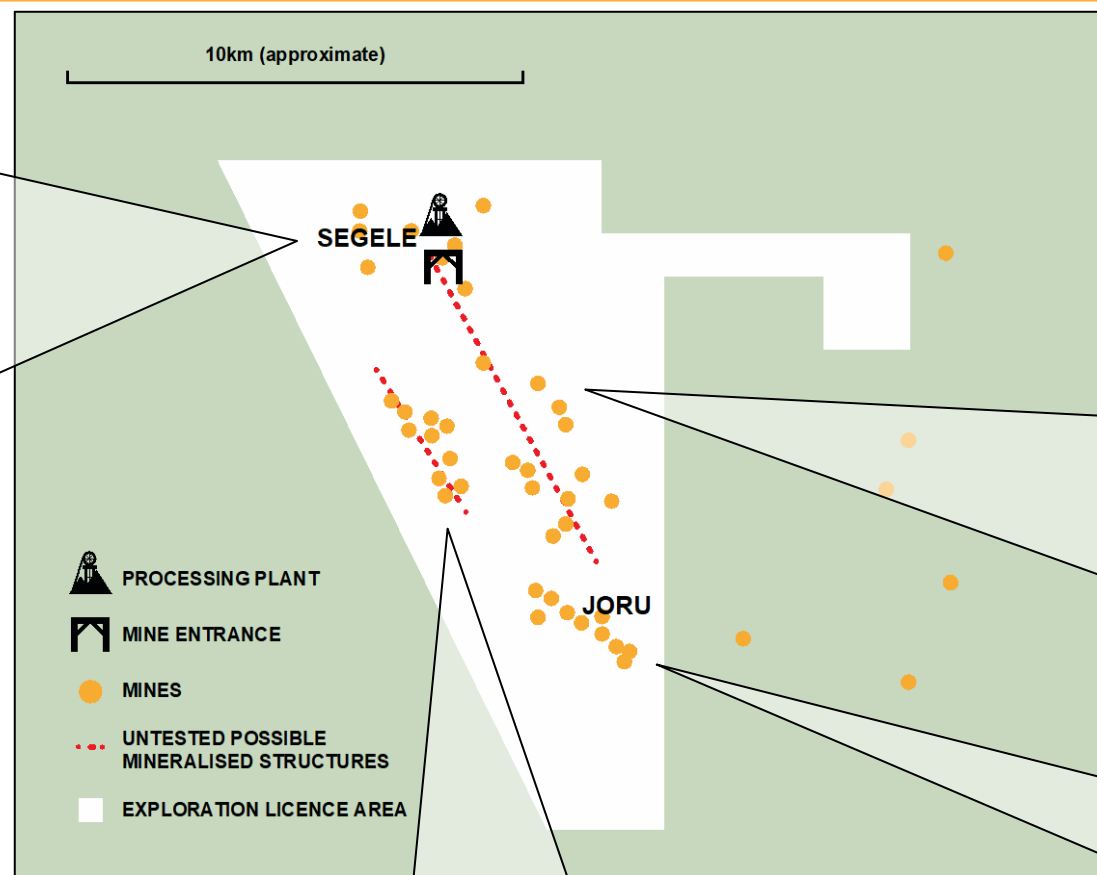 10km (approximate)
SEGELE
JORU
PROCESSING PLANT
MINE ENTRANCE
MINES
UNTESTED POSSIBLE
MINERALISED STRUCTURES
EXPLORATION LICENCE AREA